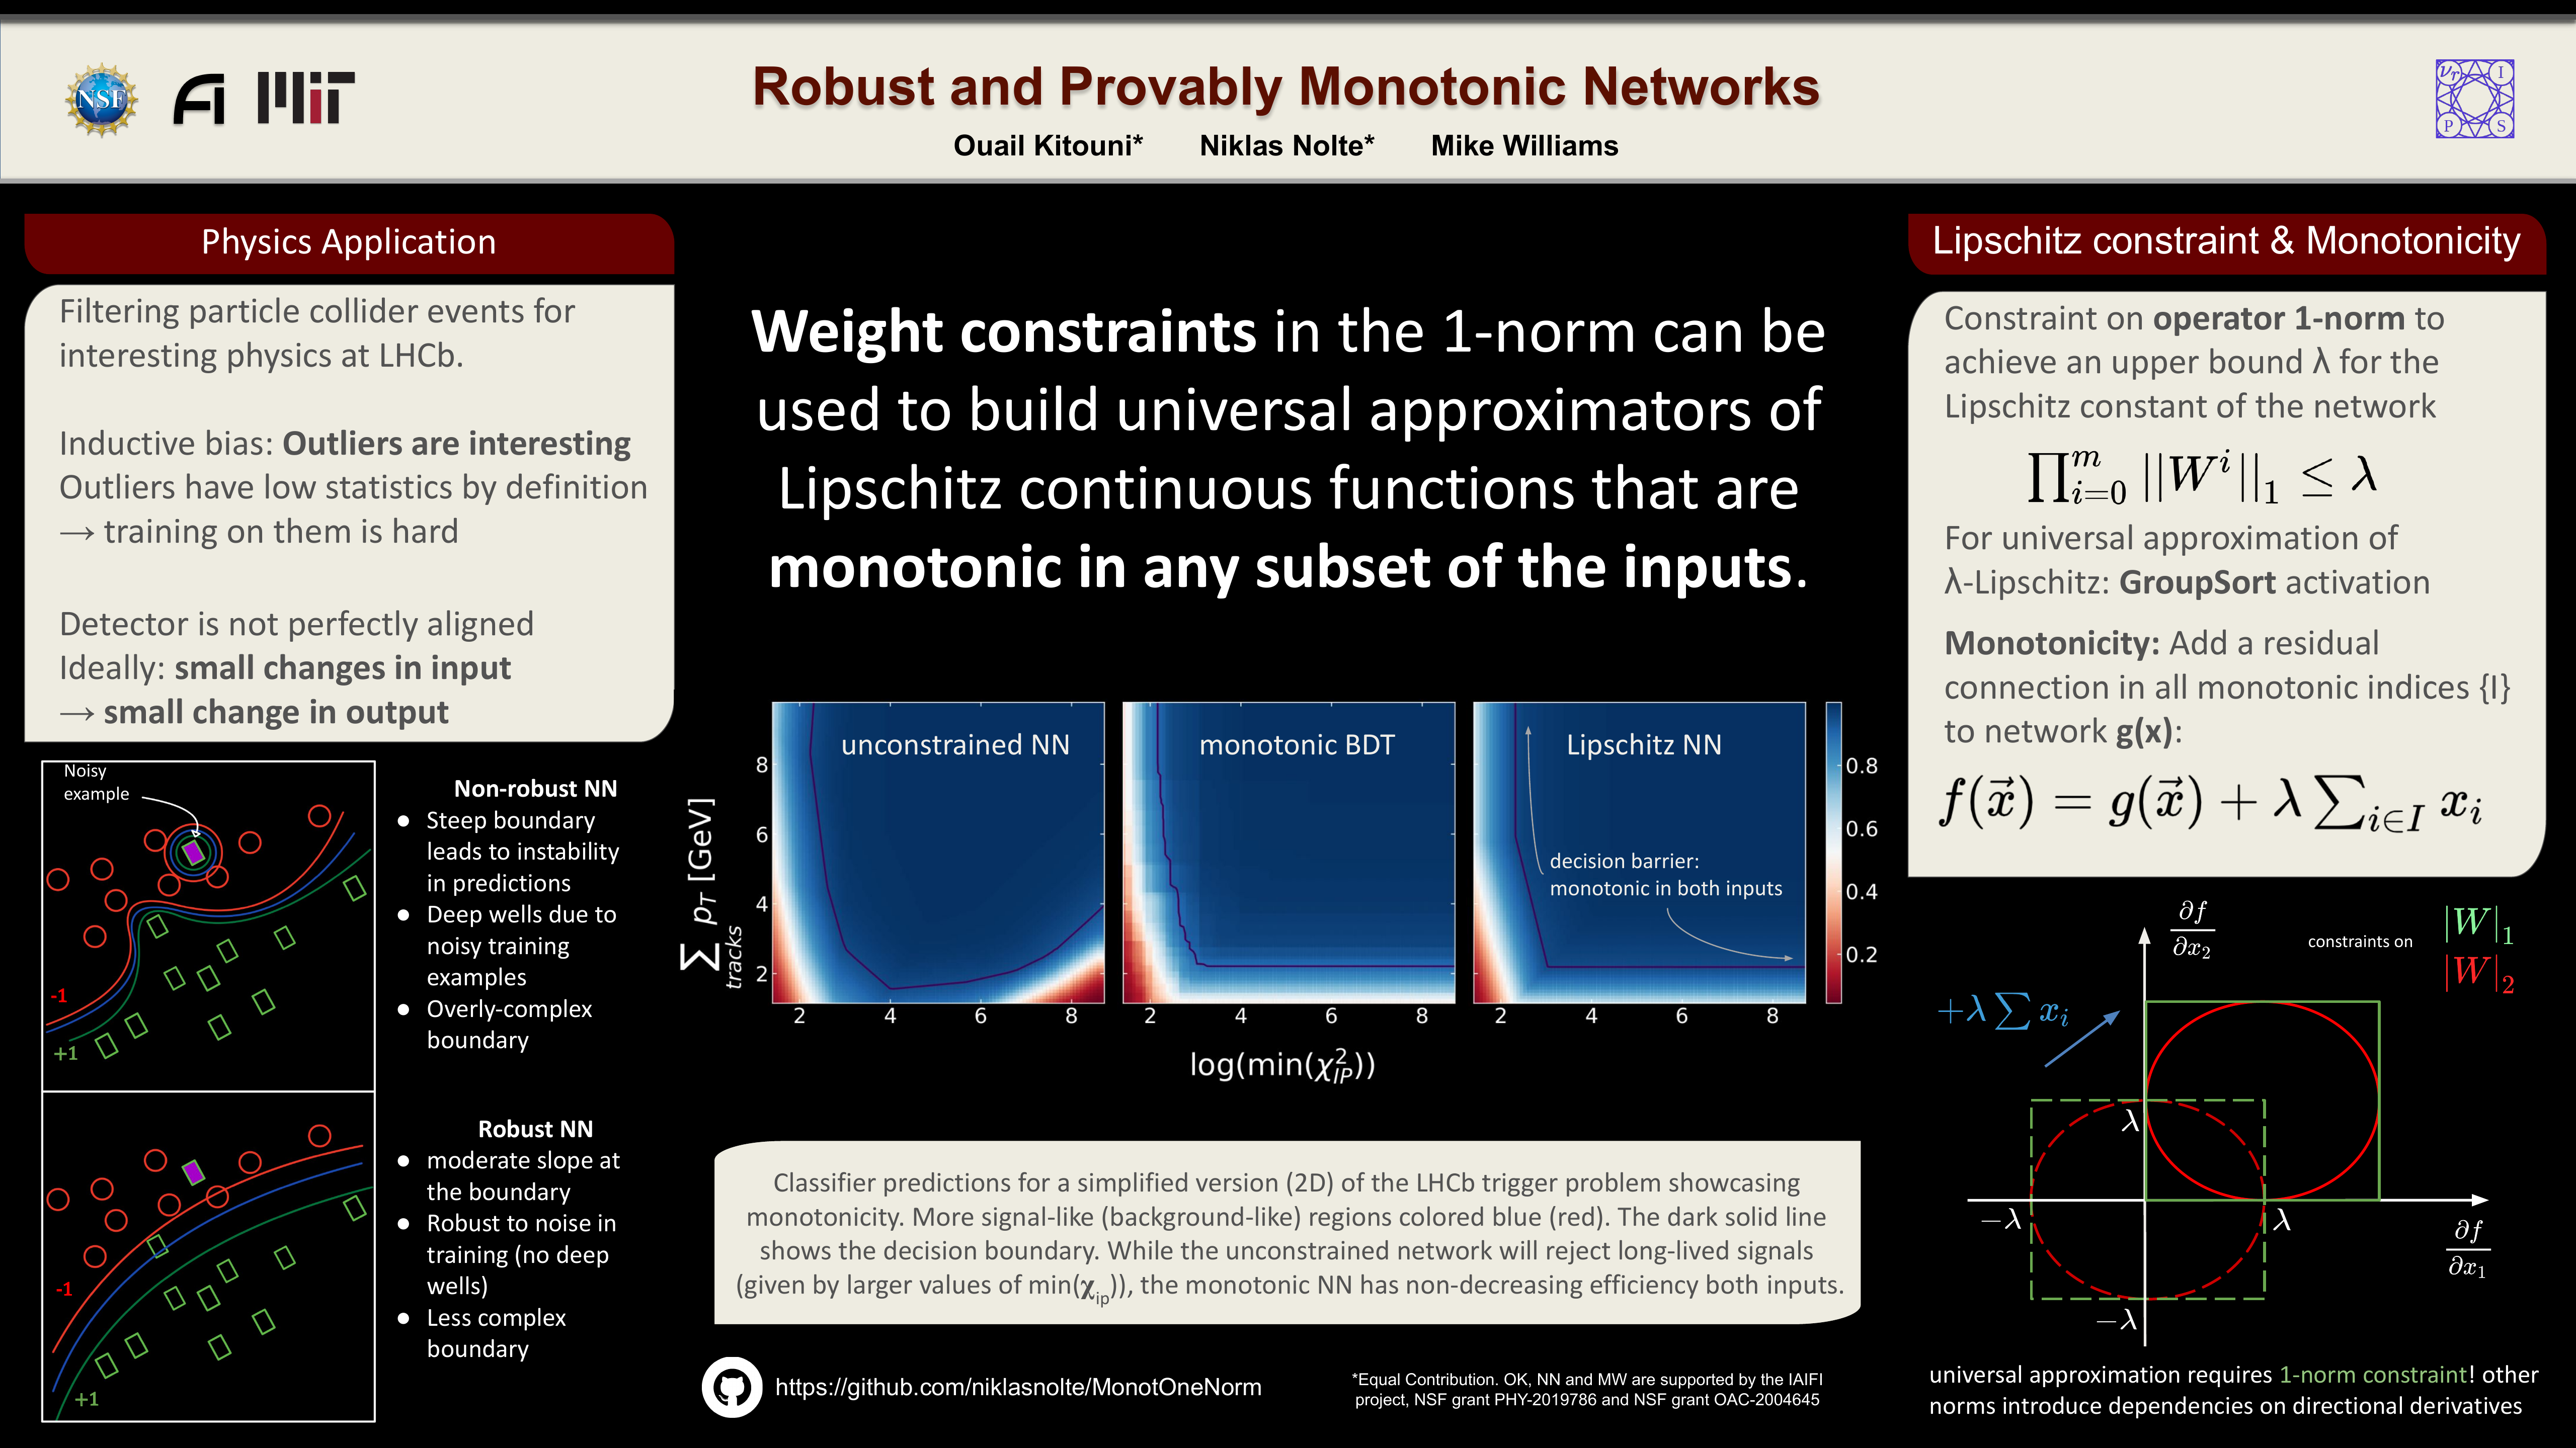 NSF
MIT
Robust and Provably Monotonic Networks
Ouail Kitouni* Niklas Nolte* Mike Williams
ν_r I
P S
Physics Application
Filtering particle collider events for
interesting physics at LHCb.
Inductive bias: Outliers are interesting
Outliers have low statistics by definition
→ training on them is hard
Detector is not perfectly aligned
Ideally: small changes in input
→ small change in output
Noisy
example
-1
+1
Non-robust NN
● Steep boundary
leads to instability
in predictions
● Deep wells due to
noisy training
examples
● Overly-complex
boundary
-1
+1
Robust NN
● moderate slope at
the boundary
● Robust to noise in
training (no deep
wells)
● Less complex
boundary
Weight constraints in the 1-norm can be
used to build universal approximators of
Lipschitz continuous functions that are
monotonic in any subset of the inputs.
unconstrained NN monotonic BDT Lipschitz NN
decision barrier:
monotonic in both inputs
8
6
4
2
∑ p_T [GeV]
tracks
2 4 6 8 2 4 6 8 2 4 6 8
0.8
0.6
0.4
0.2
log(min(χ²_IP))
Classifier predictions for a simplified version (2D) of the LHCb trigger problem showcasing
monotonicity. More signal-like (background-like) regions colored blue (red). The dark solid line
shows the decision boundary. While the unconstrained network will reject long-lived signals
(given by larger values of min(χ_ip)), the monotonic NN has non-decreasing efficiency both inputs.
https://github.com/niklasnolte/MonotOneNorm
*Equal Contribution. OK, NN and MW are supported by the IAIFI
project, NSF grant PHY-2019786 and NSF grant OAC-2004645
Lipschitz constraint & Monotonicity
Constraint on operator 1-norm to
achieve an upper bound λ for the
Lipschitz constant of the network
∏_{i=0}^{m} ||W^i||_1 ≤ λ
For universal approximation of
λ-Lipschitz: GroupSort activation
Monotonicity: Add a residual
connection in all monotonic indices {I}
to network g(x):
f(x⃗) = g(x⃗) + λ ∑_{i∈I} x_i
∂f/∂x_2
constraints on |W|_1
|W|_2
+λ ∑ x_i
λ
−λ
λ
−λ
∂f/∂x_1
universal approximation requires 1-norm constraint! other
norms introduce dependencies on directional derivatives